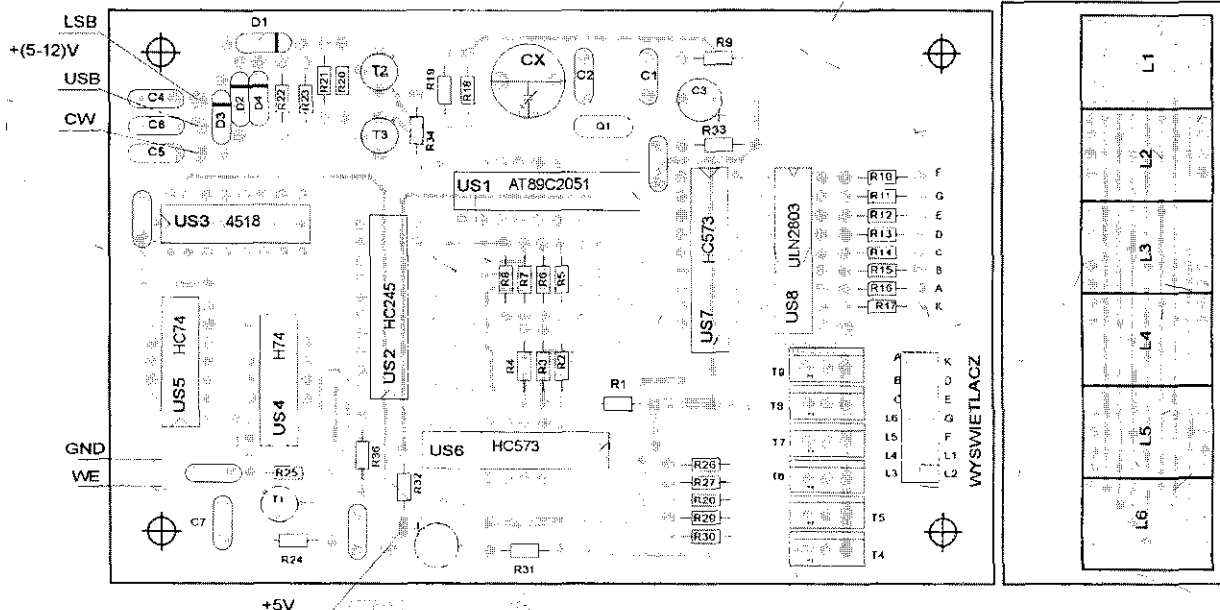 LSB
D1
+(5-12)V
USB
CW
C4
C6
C5
D3
D2
D4
R22
R23
R21
R20
T2
T3
R34
R19
R18
CX
C2
C1
Q1
R9
C3
R33
L1
L2
L3
L4
L5
L6
US3 4518
US1 AT89C2051
US2 HC245
US5 HC74
US4 H74
US7 HC573
US8 ULN2803
R10 F
R11 G
R12 E
R13 D
R14 C
R15 B
R16 A
R17 K
R8
R7
R6
R5
R4
R3
R2
R1
T9
T8
T7
T6
T5
T4
A K
B D
C E
L6 G
L5 F
L4 L1
L3 L2
WYSWIETLACZ
GND
WE
US6 HC573
R36
R32
R25
T1
C7
R24
R31
R26
R27
R20
R29
R30
+5V